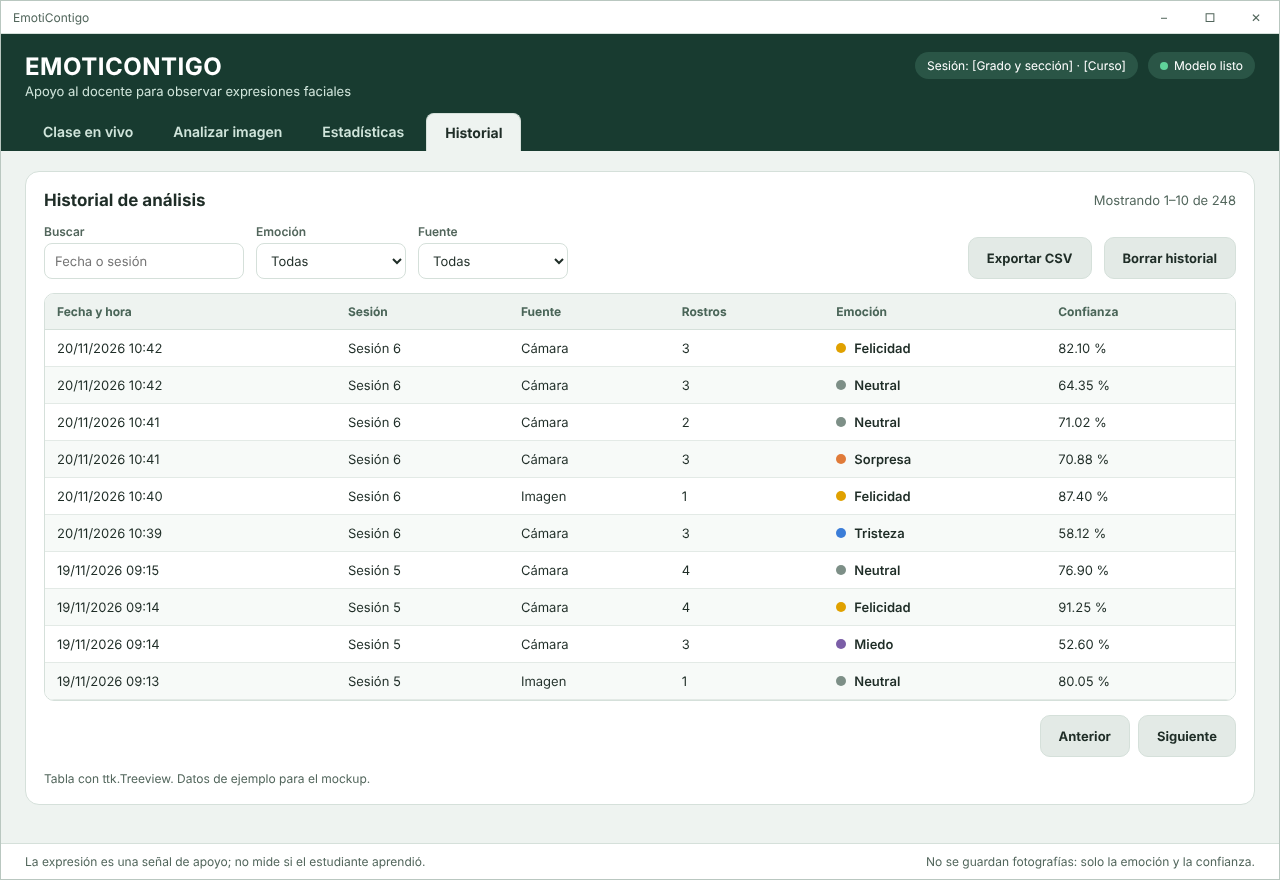 EmotiContigo
EMOTICONTIGO
Sesión: [Grado y sección] · [Curso]
Modelo listo
Apoyo al docente para observar expresiones faciales
Clase en vivo Analizar imagen Estadísticas Historial
Historial de análisis
Mostrando 1–10 de 248
Buscar Emoción Fuente
Fecha o sesión Todas Todas
Exportar CSV Borrar historial
Fecha y hora Sesión Fuente Rostros Emoción Confianza
20/11/2026 10:42 Sesión 6 Cámara 3 Felicidad 82.10 %
20/11/2026 10:42 Sesión 6 Cámara 3 Neutral 64.35 %
20/11/2026 10:41 Sesión 6 Cámara 2 Neutral 71.02 %
20/11/2026 10:41 Sesión 6 Cámara 3 Sorpresa 70.88 %
20/11/2026 10:40 Sesión 6 Imagen 1 Felicidad 87.40 %
20/11/2026 10:39 Sesión 6 Cámara 3 Tristeza 58.12 %
19/11/2026 09:15 Sesión 5 Cámara 4 Neutral 76.90 %
19/11/2026 09:14 Sesión 5 Cámara 4 Felicidad 91.25 %
19/11/2026 09:14 Sesión 5 Cámara 3 Miedo 52.60 %
19/11/2026 09:13 Sesión 5 Imagen 1 Neutral 80.05 %
Anterior Siguiente
Tabla con ttk.Treeview. Datos de ejemplo para el mockup.
La expresión es una señal de apoyo; no mide si el estudiante aprendió.
No se guardan fotografías: solo la emoción y la confianza.